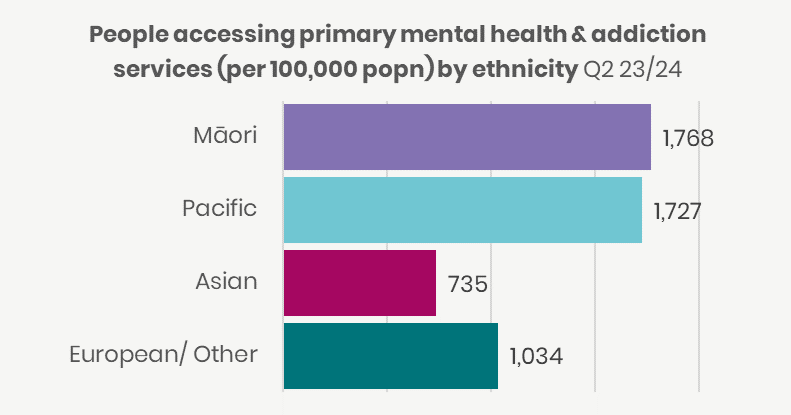 People accessing primary mental health & addiction
services (per 100,000 popn) by ethnicity Q2 23/24
Māori 1,768
Pacific 1,727
Asian 735
European/ Other 1,034